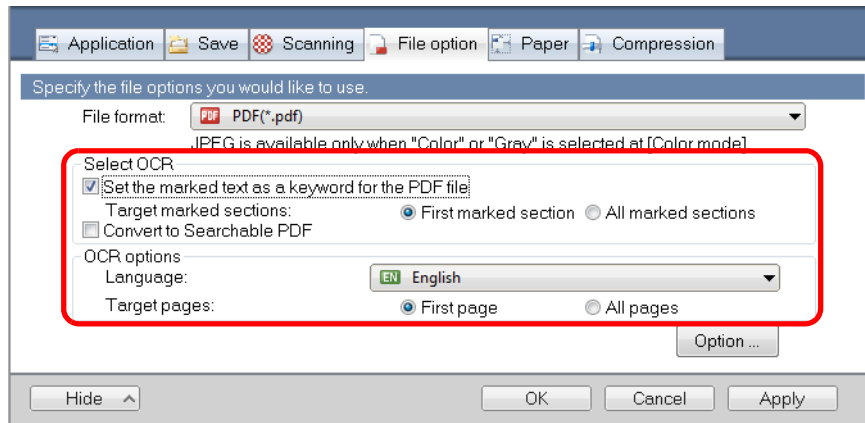 Application Save Scanning File option Paper Compression
Specify the file options you would like to use.
File format: PDF PDF(*.pdf)
JPEG is available only when "Color" or "Gray" is selected at [Color mode]
Select OCR
Set the marked text as a keyword for the PDF file
Target marked sections: First marked section All marked sections
Convert to Searchable PDF
OCR options
Language: EN English
Target pages: First page All pages
Option ...
Hide OK Cancel Apply